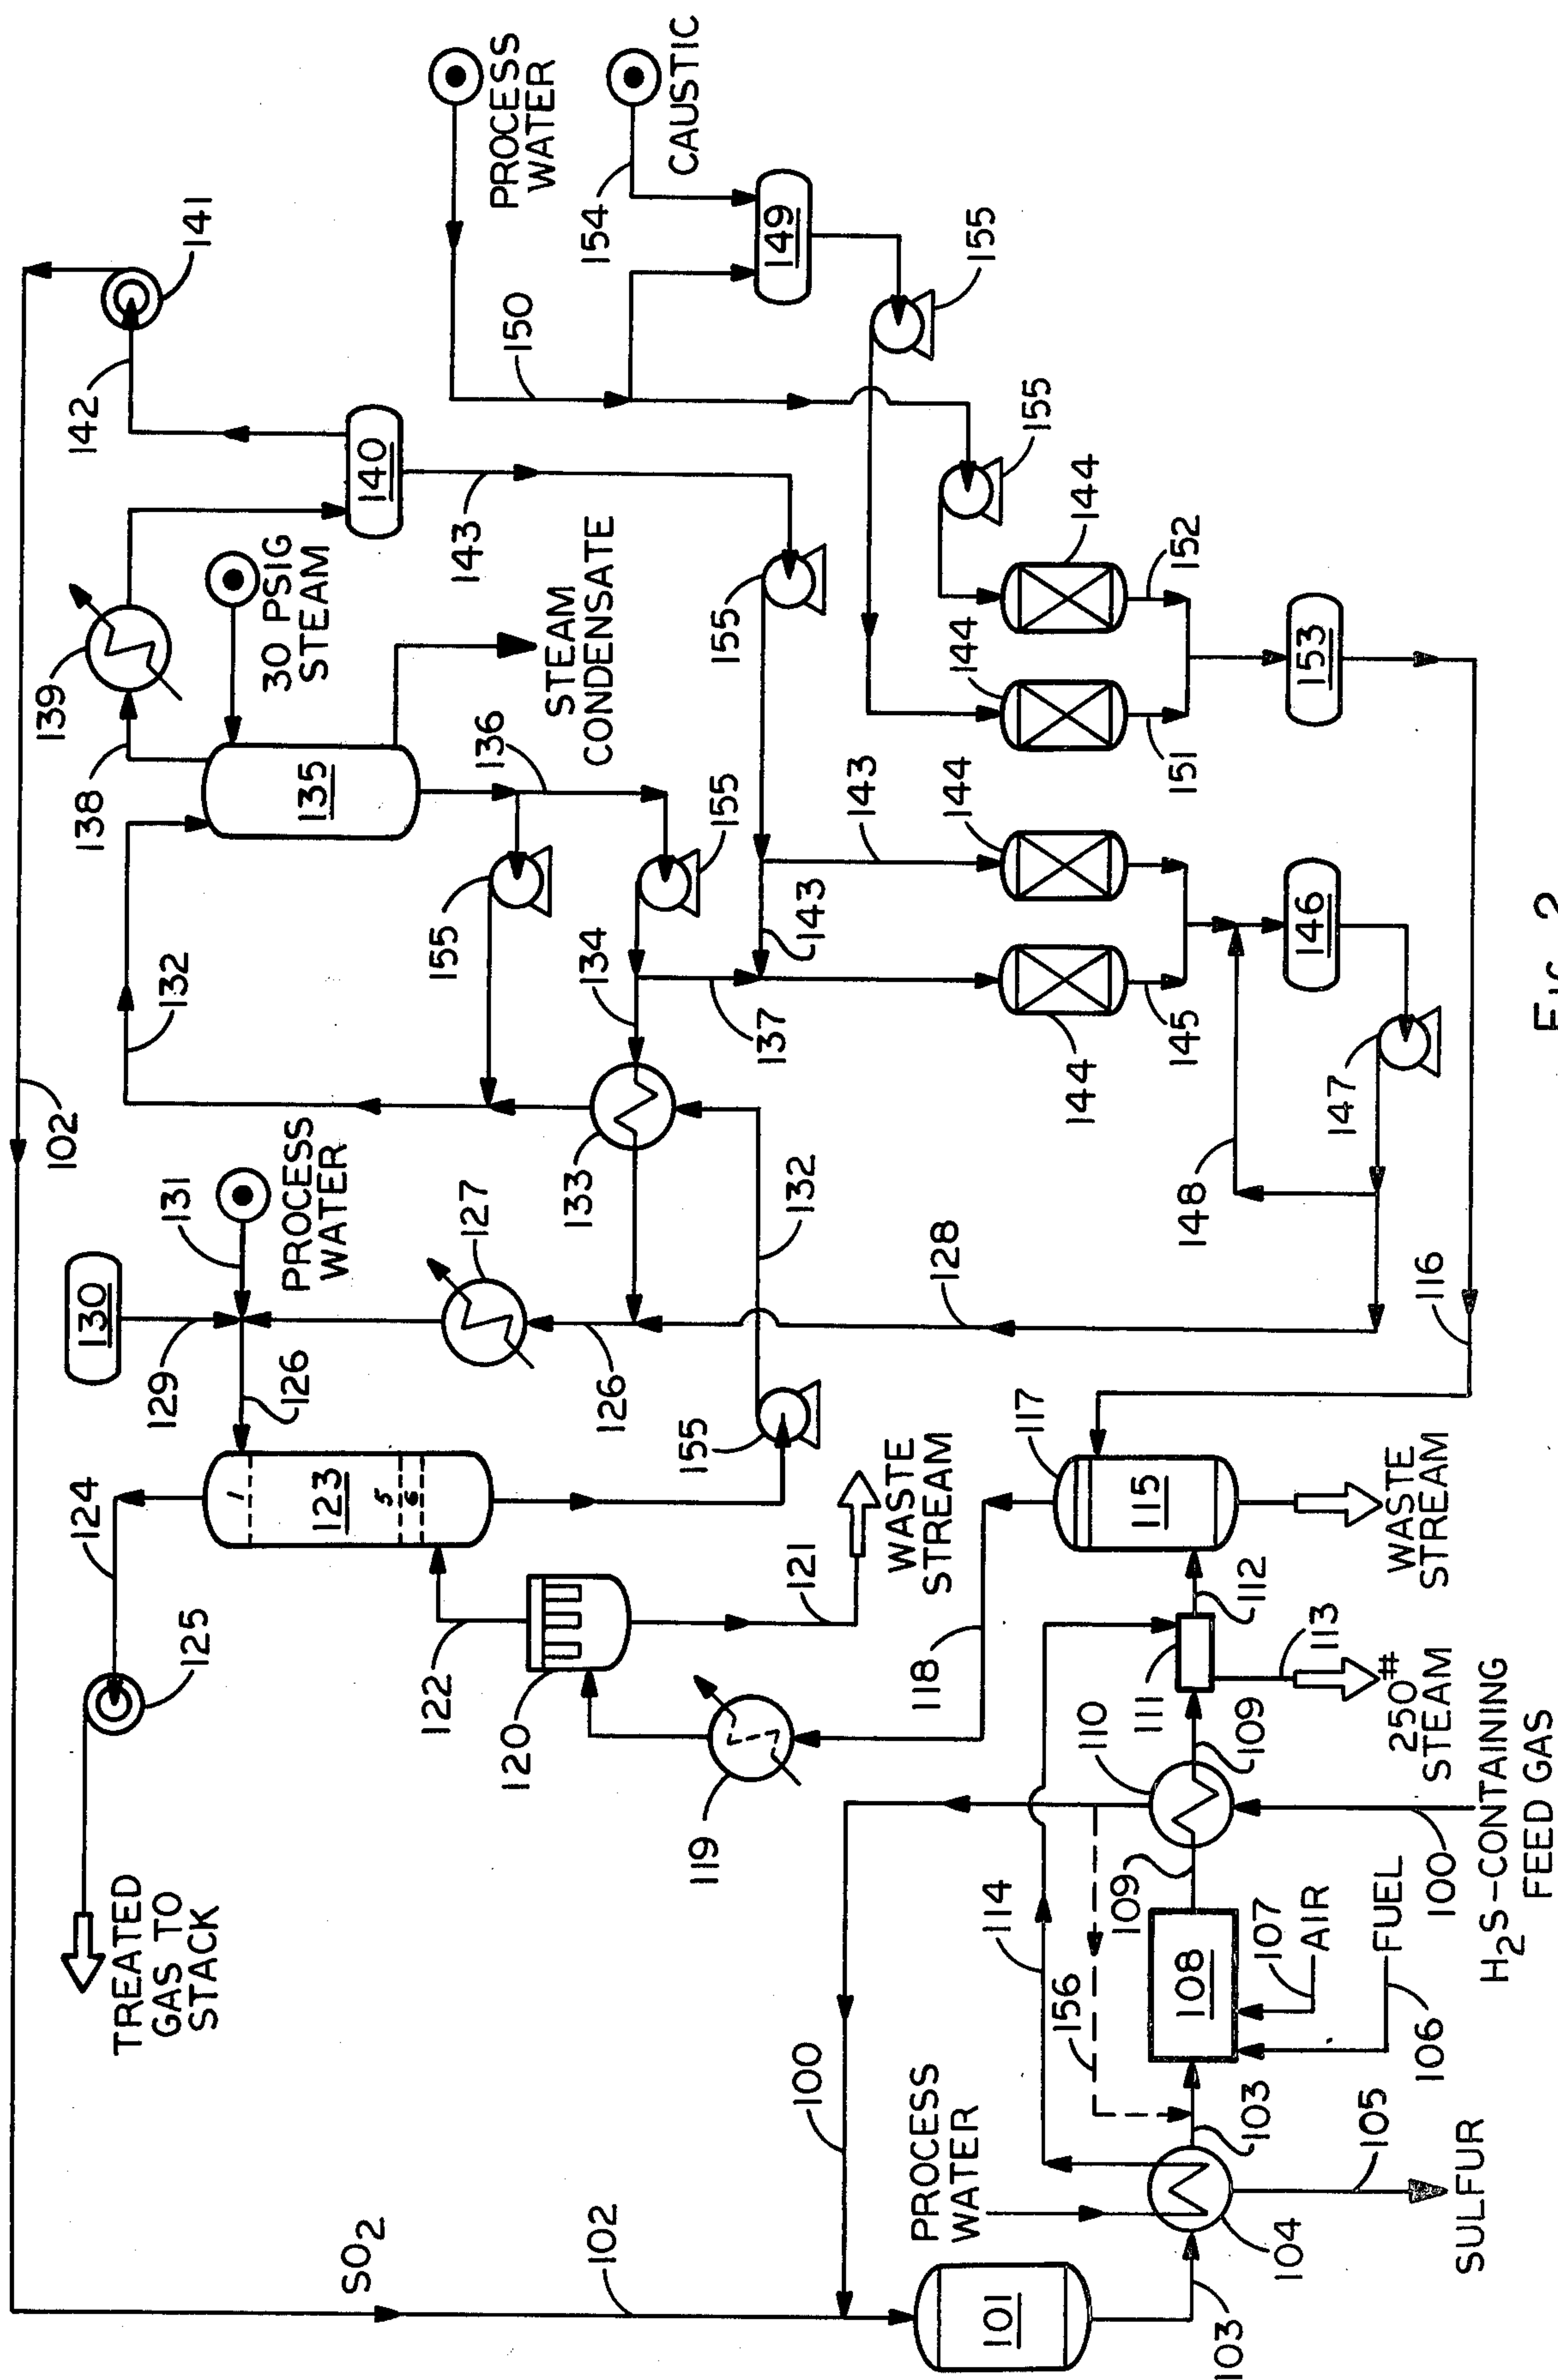 102
SO2
102
TREATED
GAS TO
STACK
125
124
129
130
126
131
PROCESS
WATER
132
138
139
30 PSIG
STEAM
142
141
1
123
5
6
127
126
135
140
143
136
STEAM
CONDENSATE
150
PROCESS
WATER
154
CAUSTIC
149
155
155
155
155
155
155
122
120
119
121
WASTE
STREAM
133
134
132
137
143
143
128
100
118
117
115
116
WASTE
STREAM
144
144
144
144
145
151
152
146
153
147
148
PROCESS
WATER
101
103
104
105
SULFUR
114
156
103
108
109
107
AIR
106
FUEL
110
109
111
112
113
250#
STEAM
100
H2S-CONTAINING
FEED GAS
FIG. 2